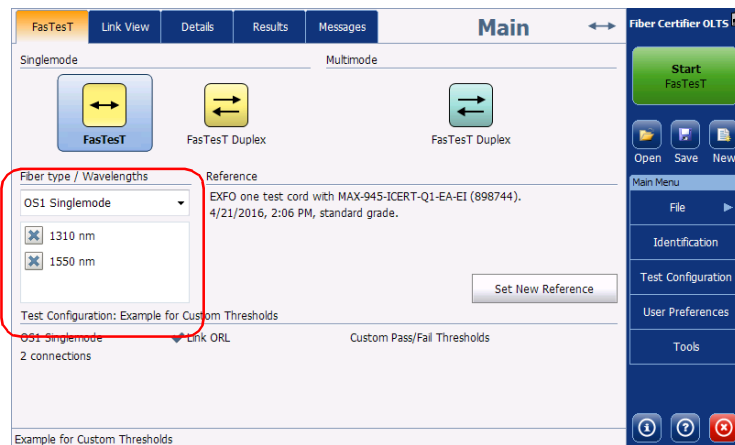 FasTesT Link View Details Results Messages Main Fiber Certifier OLTS
Singlemode Multimode
Start
FasTesT
FasTesT FasTesT Duplex FasTesT Duplex
Open Save New
Fiber type / Wavelengths Reference
OS1 Singlemode
EXFO one test cord with MAX-945-ICERT-Q1-EA-EI (898744).
4/21/2016, 2:06 PM, standard grade.
1310 nm
1550 nm
Set New Reference
Test Configuration: Example for Custom Thresholds
OS1 Singlemode Link ORL Custom Pass/Fail Thresholds
2 connections
Example for Custom Thresholds
Main Menu
File
Identification
Test Configuration
User Preferences
Tools